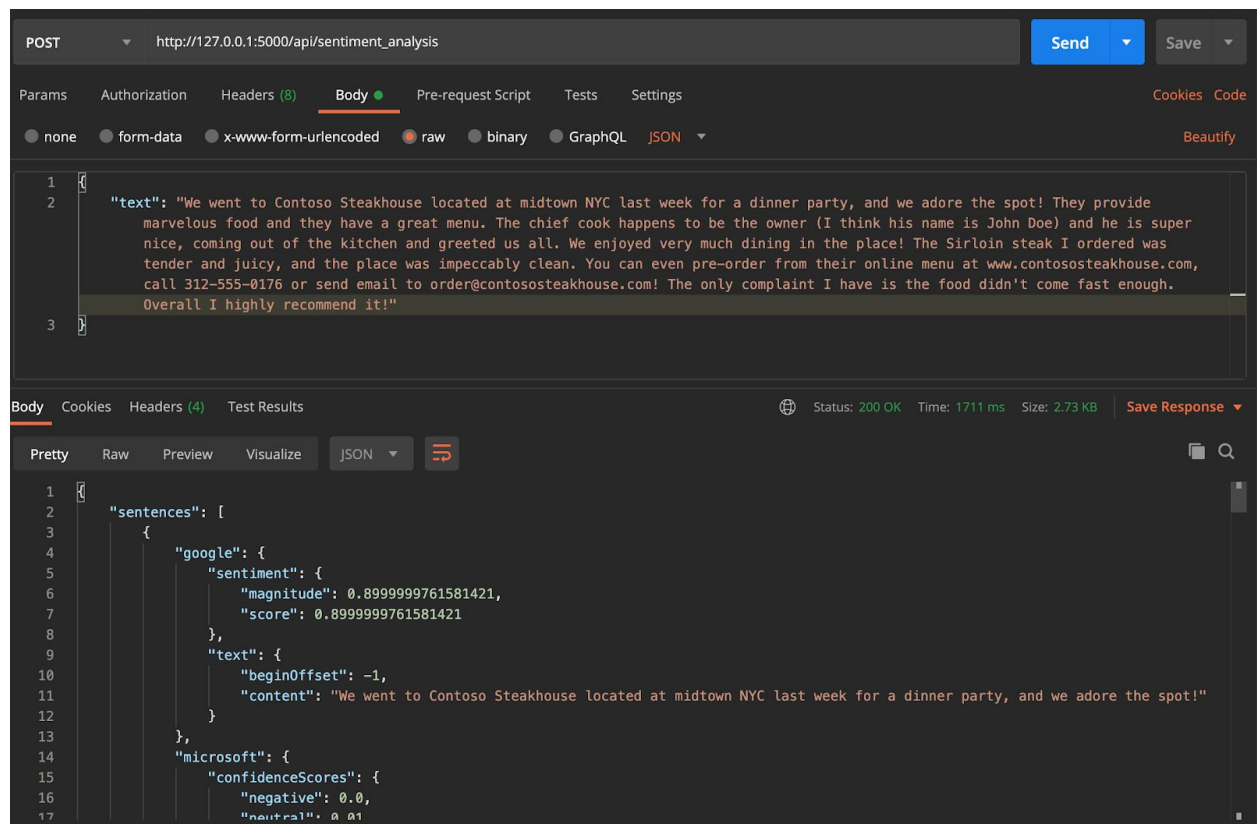 POST http://127.0.0.1:5000/api/sentiment_analysis Send Save
Params Authorization Headers (8) Body Pre-request Script Tests Settings Cookies Code
none form-data x-www-form-urlencoded raw binary GraphQL JSON Beautify
1 {
2 "text": "We went to Contoso Steakhouse located at midtown NYC last week for a dinner party, and we adore the spot! They provide
marvelous food and they have a great menu. The chief cook happens to be the owner (I think his name is John Doe) and he is super
nice, coming out of the kitchen and greeted us all. We enjoyed very much dining in the place! The Sirloin steak I ordered was
tender and juicy, and the place was impeccably clean. You can even pre-order from their online menu at www.contososteakhouse.com,
call 312-555-0176 or send email to order@contososteakhouse.com! The only complaint I have is the food didn't come fast enough.
Overall I highly recommend it!"
3 }
Body Cookies Headers (4) Test Results Status: 200 OK Time: 1711 ms Size: 2.73 KB Save Response
Pretty Raw Preview Visualize JSON
1 {
2 "sentences": [
3 {
4 "google": {
5 "sentiment": {
6 "magnitude": 0.8999999761581421,
7 "score": 0.8999999761581421
8 },
9 "text": {
10 "beginOffset": -1,
11 "content": "We went to Contoso Steakhouse located at midtown NYC last week for a dinner party, and we adore the spot!"
12 }
13 },
14 "microsoft": {
15 "confidenceScores": {
16 "negative": 0.0,
17 "neutral": 0.01